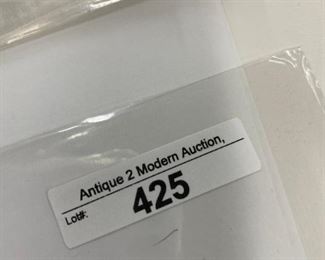 Antique 2 Modern Auction,
Lot#: 425